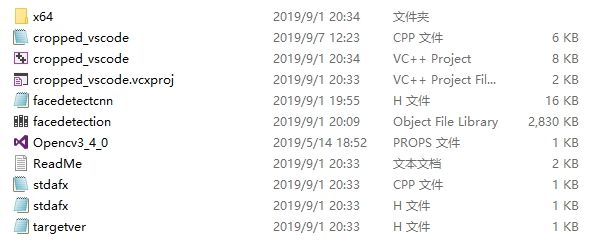 x64 2019/9/1 20:34 文件夹
cropped_vscode 2019/9/7 12:23 CPP 文件 6 KB
cropped_vscode 2019/9/1 20:34 VC++ Project 8 KB
cropped_vscode.vcxproj 2019/9/1 20:33 VC++ Project Fil... 2 KB
facedetectcnn 2019/9/1 19:55 H 文件 16 KB
facedetection 2019/9/1 20:09 Object File Library 2,830 KB
Opencv3_4_0 2019/5/14 18:52 PROPS 文件 2 KB
ReadMe 2019/9/1 20:33 文本文档 2 KB
stdafx 2019/9/1 20:33 CPP 文件 1 KB
stdafx 2019/9/1 20:33 H 文件 1 KB
targetver 2019/9/1 20:33 H 文件 1 KB